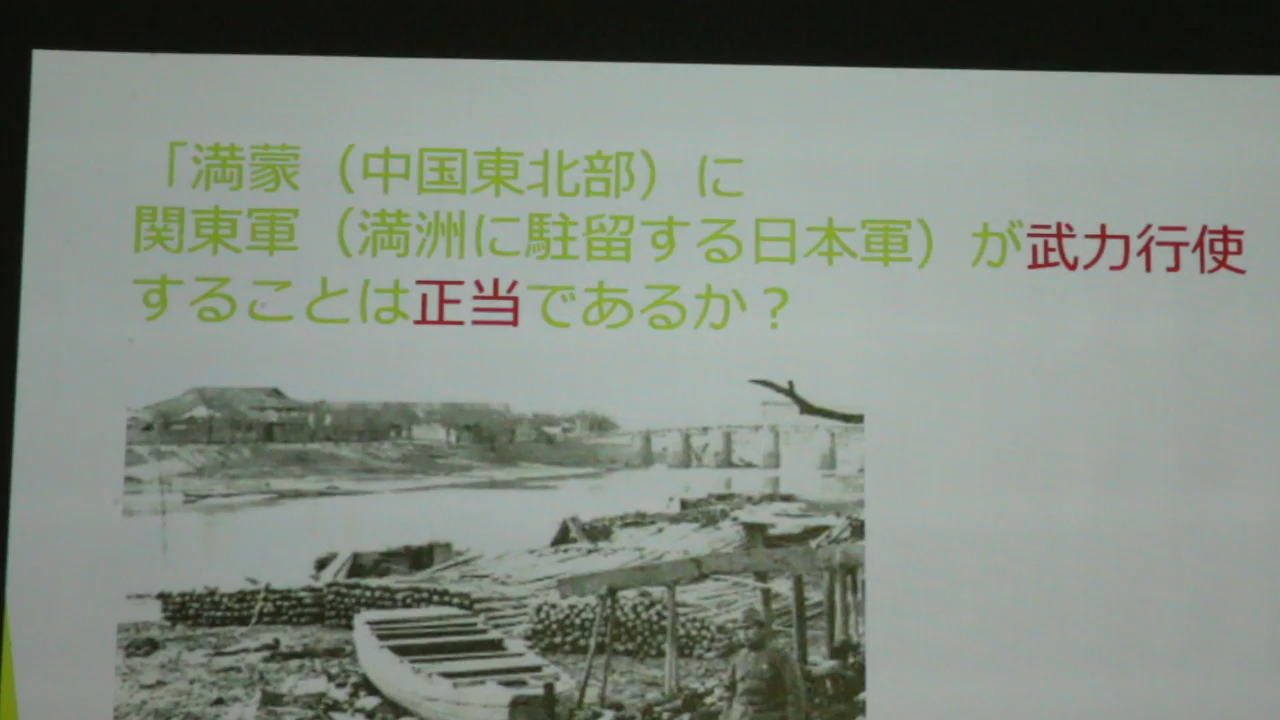 「満蒙（中国東北部）に
関東軍（満洲に駐留する日本軍）が武力行使
することは正当であるか？